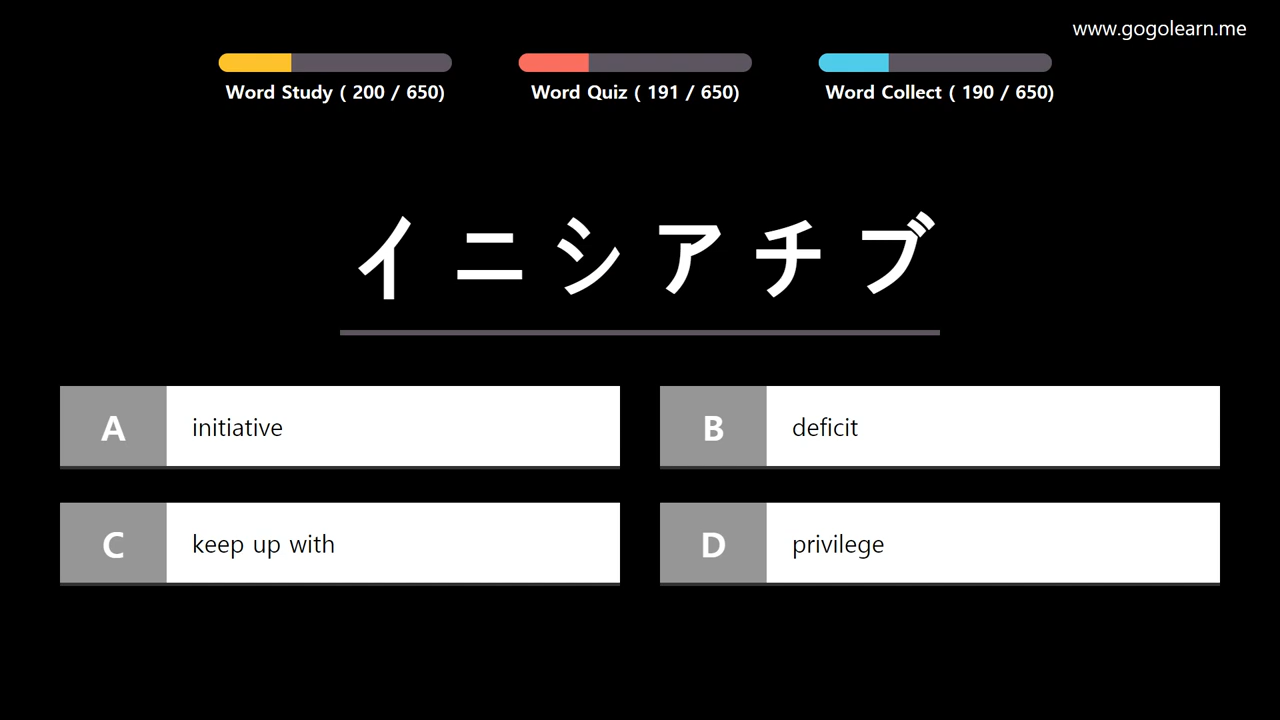 www.gogolearn.me
Word Study ( 200 / 650)
Word Quiz ( 191 / 650)
Word Collect ( 190 / 650)
イニシアチブ
A initiative
B deficit
C keep up with
D privilege